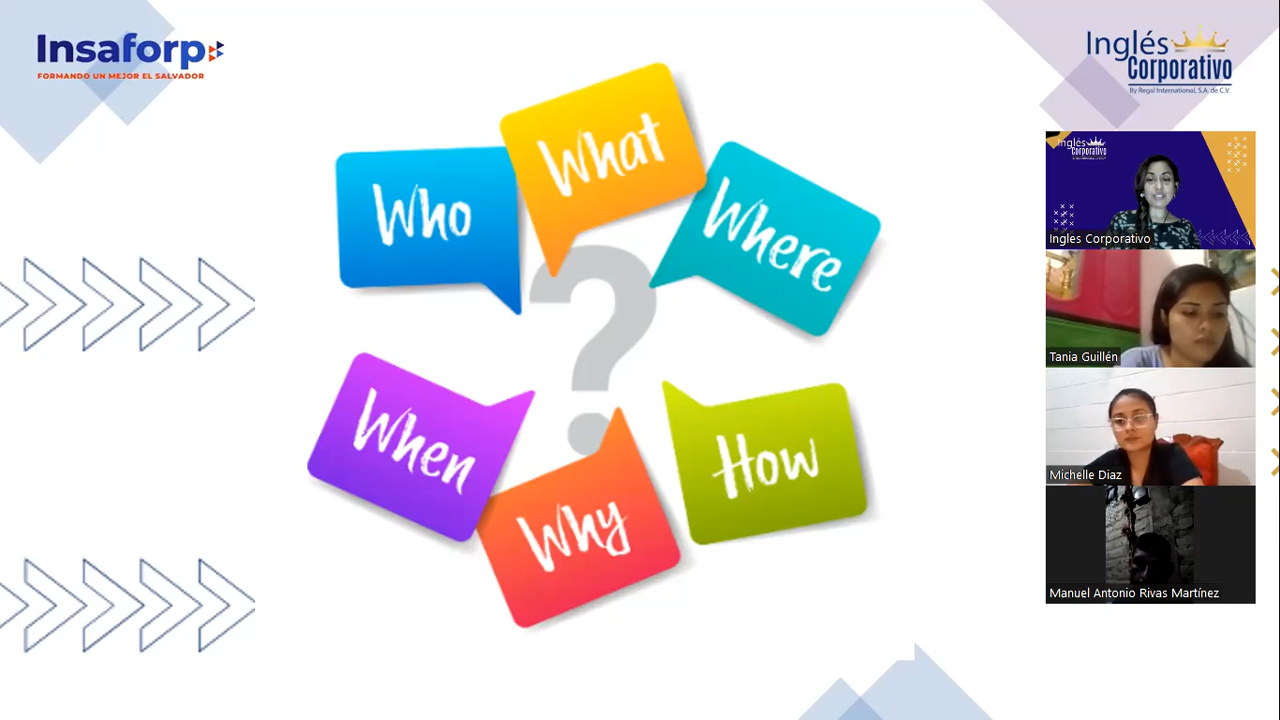 Insaforp
FORMANDO UN MEJOR EL SALVADOR
Inglés
Corporativo
By Regal International, S.A. de C.V.
Who
What
Where
When
Why
How
Inglés
Corporativo
Ingles Corporativo
Tania Guillén
Michelle Diaz
Manuel Antonio Rivas Martínez